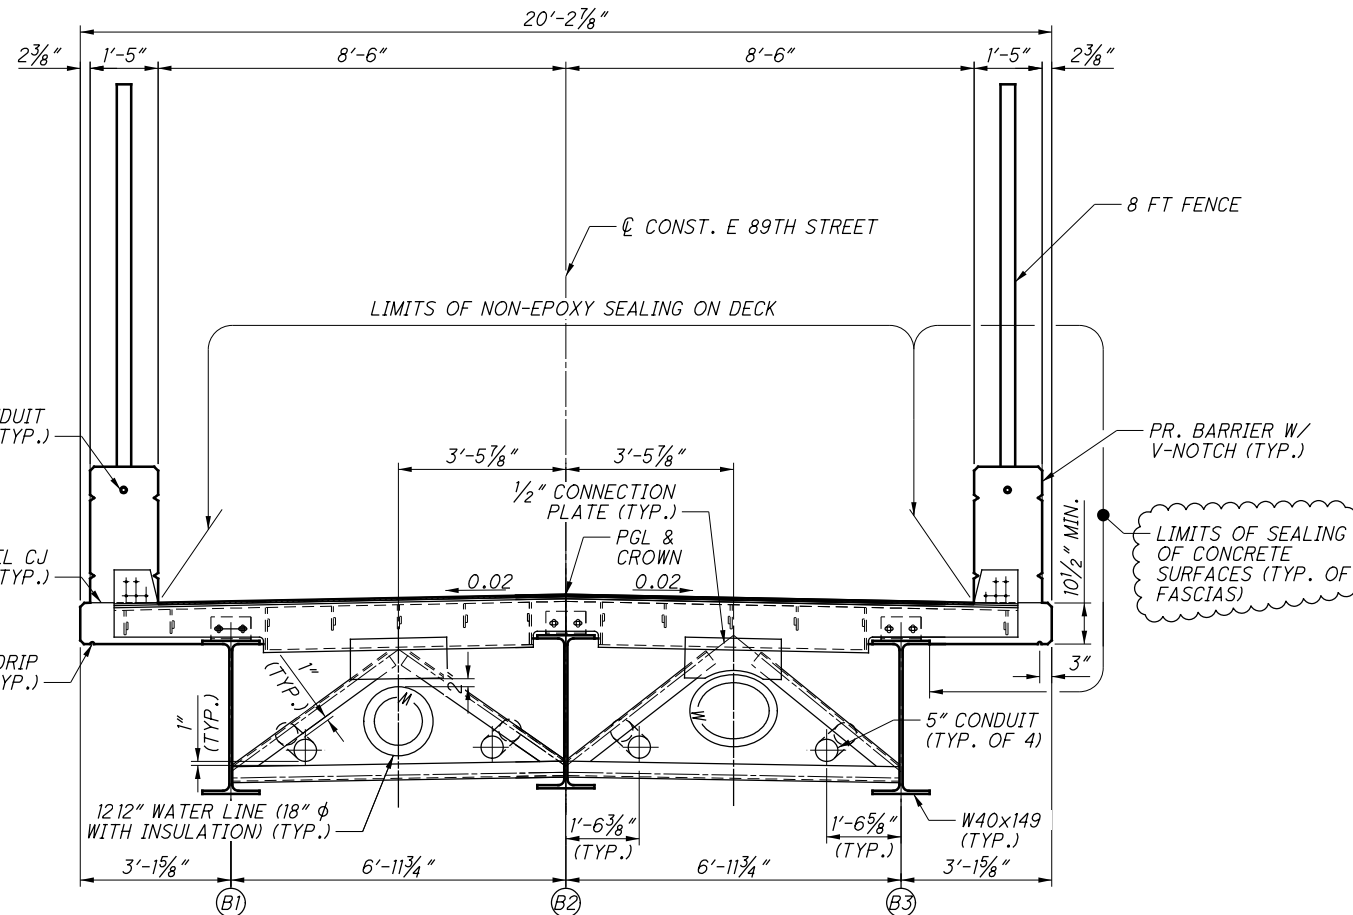 20'-2⅞"
2⅜" 1'-5" 8'-6" 8'-6" 1'-5" 2⅜"
8 FT FENCE
℄ CONST. E 89TH STREET
LIMITS OF NON-EPOXY SEALING ON DECK
DUIT
TYP.)
PR. BARRIER W/
V-NOTCH (TYP.)
3'-5⅞" 3'-5⅞"
½" CONNECTION
PLATE (TYP.)
10½" MIN.
LIMITS OF SEALING
OF CONCRETE
SURFACES (TYP. OF
FASCIAS)
PGL &
CROWN
EL CJ
TYP.)
0.02 0.02
DRIP
YP.)
1"
(TYP.)
2"
3"
W
W
1"
(TYP.)
5" CONDUIT
(TYP. OF 4)
1212" WATER LINE (18" ϕ
WITH INSULATION) (TYP.)
1'-6⅜"
(TYP.)
1'-6⅝"
(TYP.)
W40x149
(TYP.)
3'-1⅝" 6'-11¾" 6'-11¾" 3'-1⅝"
B1 B2 B3